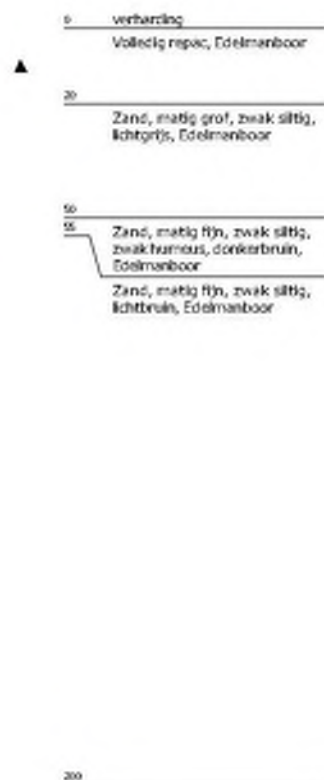 0
verharding
Volledig repac, Edelmanboor
20
Zand, matig grof, zwak siltig,
lichtgrijs, Edelmanboor
50
55
Zand, matig fijn, zwak siltig,
zwak humeus, donkerbruin,
Edelmanboor
Zand, matig fijn, zwak siltig,
lichtbruin, Edelmanboor
200